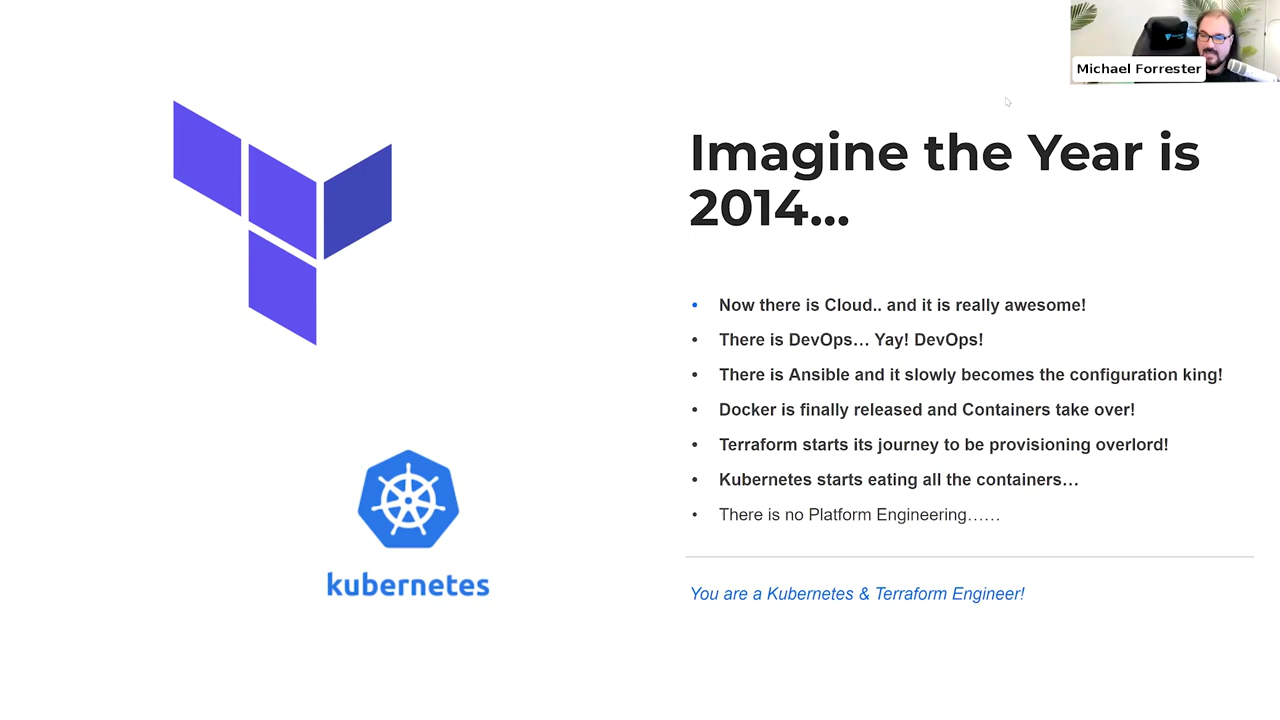 Michael Forrester
Imagine the Year is
2014...
• Now there is Cloud.. and it is really awesome!
• There is DevOps… Yay! DevOps!
• There is Ansible and it slowly becomes the configuration king!
• Docker is finally released and Containers take over!
• Terraform starts its journey to be provisioning overlord!
• Kubernetes starts eating all the containers…
• There is no Platform Engineering……
You are a Kubernetes & Terraform Engineer!
kubernetes